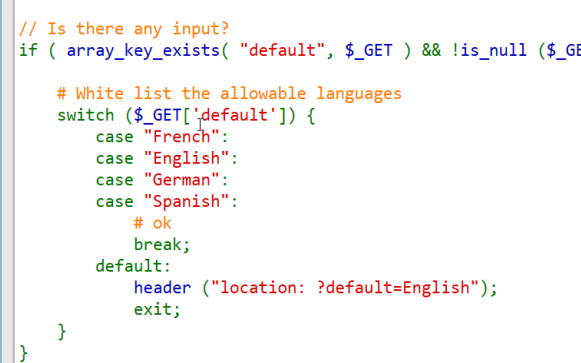 // Is there any input?
if ( array_key_exists( "default", $_GET ) && !is_null ($_GE
# White list the allowable languages
switch ($_GET['default']) {
case "French":
case "English":
case "German":
case "Spanish":
# ok
break;
default:
header ("location: ?default=English");
exit;
}
}